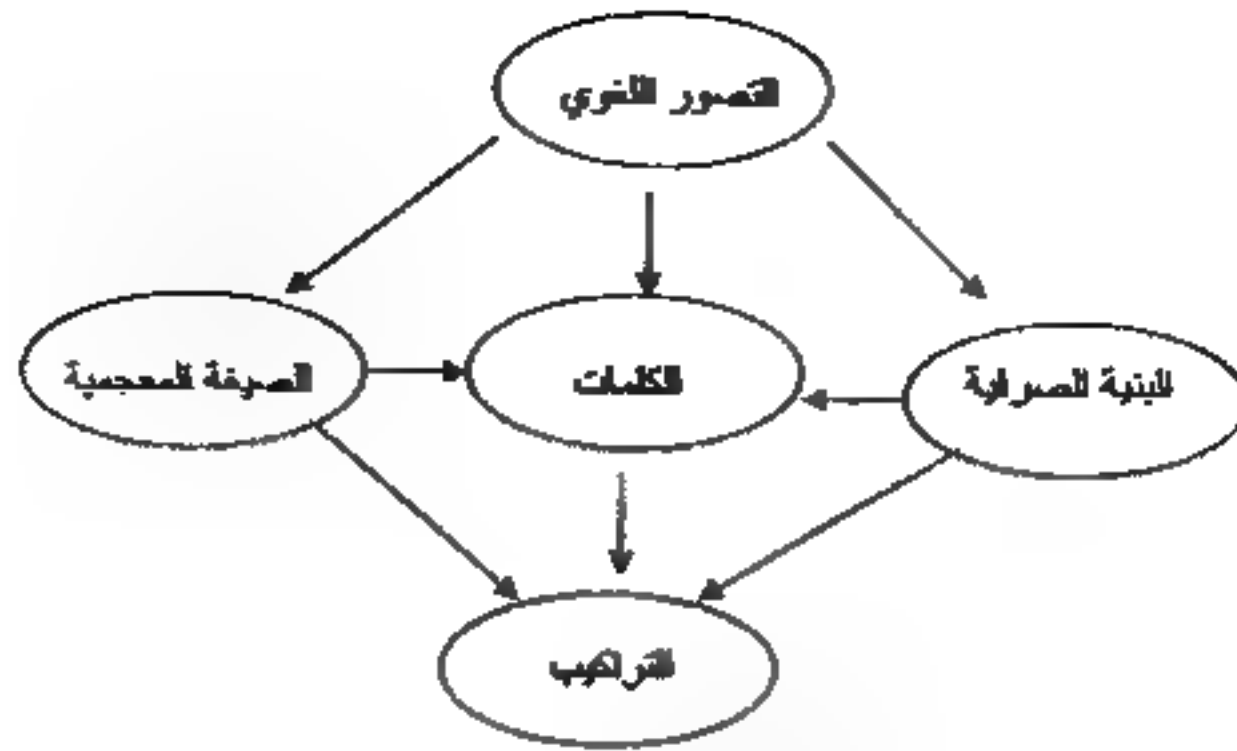 التصور اللغوي
البنية الصرفية
الكلمات
المعجمية
التراكيب